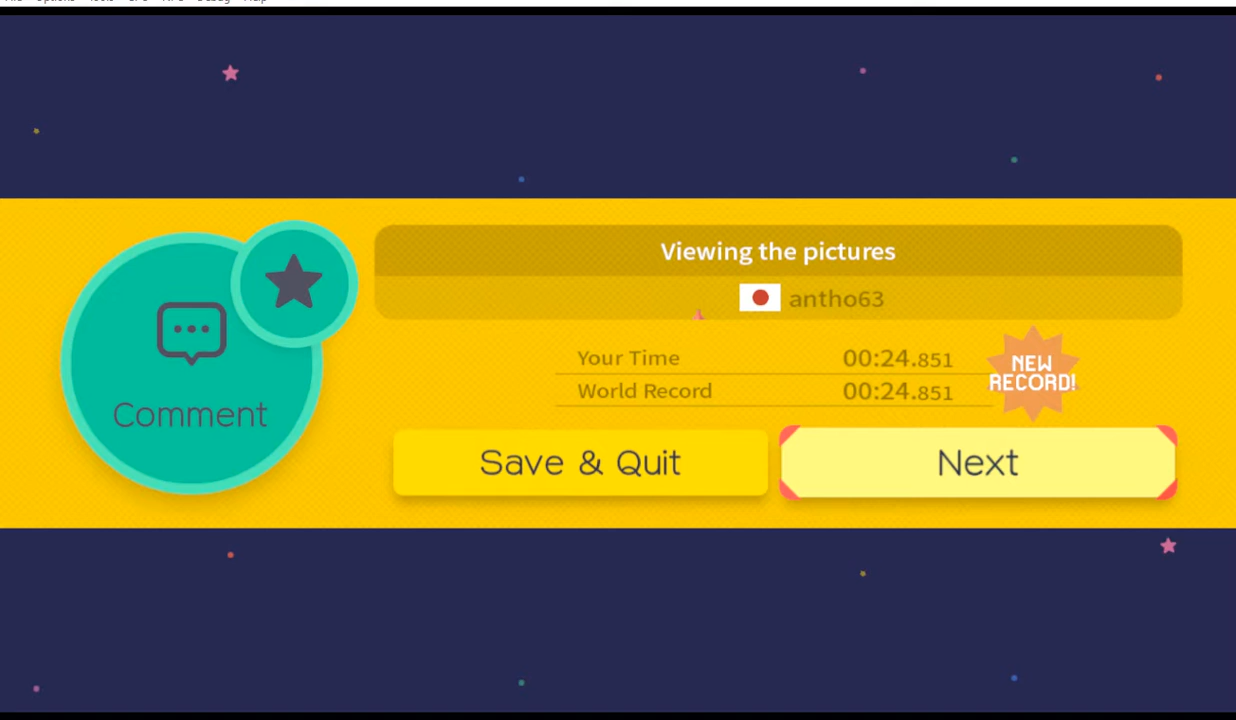 Viewing the pictures
antho63
Your Time 00:24.851
NEW
RECORD!
World Record 00:24.851
Comment
Save & Quit
Next